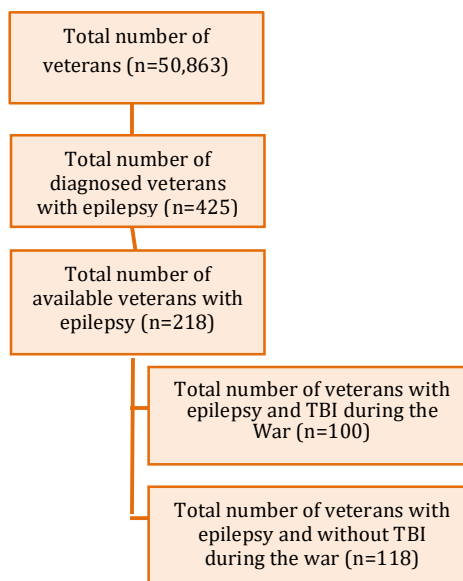 Total number of
veterans (n=50,863)
Total number of
diagnosed veterans
with epilepsy (n=425)
Total number of
available veterans with
epilepsy (n=218)
Total number of veterans with
epilepsy and TBI during the
War (n=100)
Total number of veterans with
epilepsy and without TBI
during the war (n=118)